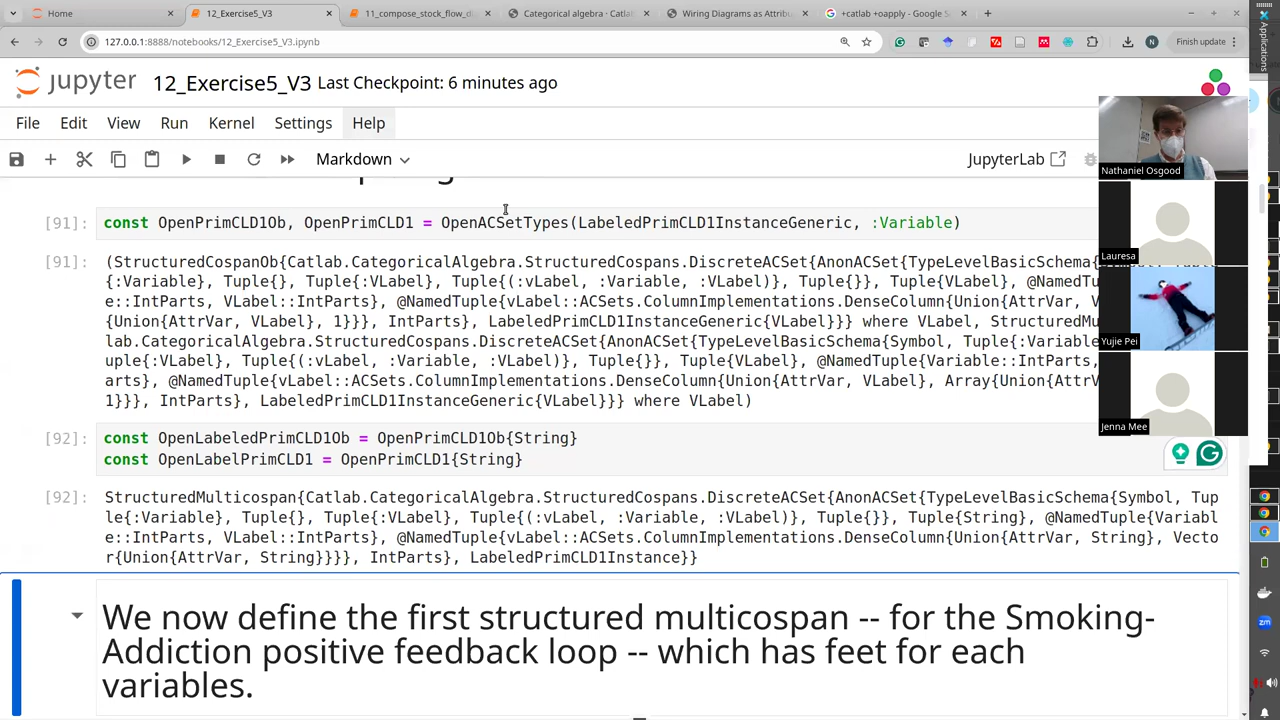 Home
12_Exercise5_V3
11_compose_stock_flow_di
Categorical algebra · Catlab
Wiring Diagrams as Attribu
+catlab +oapply - Google S
127.0.0.1:8888/notebooks/12_Exercise5_V3.ipynb
Finish update
Applications
jupyter 12_Exercise5_V3 Last Checkpoint: 6 minutes ago
File Edit View Run Kernel Settings Help
Markdown
JupyterLab
[91]: const OpenPrimCLD1Ob, OpenPrimCLD1 = OpenACSetTypes(LabeledPrimCLD1InstanceGeneric, :Variable)
[91]: (StructuredCospanOb{Catlab.CategoricalAlgebra.StructuredCospans.DiscreteACSet{AnonACSet{TypeLevelBasicSchema{
{:Variable}, Tuple{}, Tuple{:VLabel}, Tuple{(:vLabel, :Variable, :VLabel)}, Tuple{}}, Tuple{VLabel}, @NamedTu
e::IntParts, VLabel::IntParts}, @NamedTuple{vLabel::ACSets.ColumnImplementations.DenseColumn{Union{AttrVar, V
{Union{AttrVar, VLabel}, 1}}}, IntParts}, LabeledPrimCLD1InstanceGeneric{VLabel}}} where VLabel, StructuredMu
lab.CategoricalAlgebra.StructuredCospans.DiscreteACSet{AnonACSet{TypeLevelBasicSchema{Symbol, Tuple{:Variabl
uple{:VLabel}, Tuple{(:vLabel, :Variable, :VLabel)}, Tuple{}}, Tuple{VLabel}, @NamedTuple{Variable::IntParts,
arts}, @NamedTuple{vLabel::ACSets.ColumnImplementations.DenseColumn{Union{AttrVar, VLabel}, Array{Union{AttrV
1}}}, IntParts}, LabeledPrimCLD1InstanceGeneric{VLabel}}} where VLabel)
[92]: const OpenLabeledPrimCLD1Ob = OpenPrimCLD1Ob{String}
const OpenLabelPrimCLD1 = OpenPrimCLD1{String}
[92]: StructuredMulticospan{Catlab.CategoricalAlgebra.StructuredCospans.DiscreteACSet{AnonACSet{TypeLevelBasicSchema{Symbol, Tup
le{:Variable}, Tuple{}, Tuple{:VLabel}, Tuple{(:vLabel, :Variable, :VLabel)}, Tuple{}}, Tuple{String}, @NamedTuple{Variabl
e::IntParts, VLabel::IntParts}, @NamedTuple{vLabel::ACSets.ColumnImplementations.DenseColumn{Union{AttrVar, String}, Vecto
r{Union{AttrVar, String}}}}, IntParts}, LabeledPrimCLD1Instance}}
We now define the first structured multicospan -- for the Smoking-
Addiction positive feedback loop -- which has feet for each
variables.
Nathaniel Osgood
Lauresa
Yujie Pei
Jenna Mee